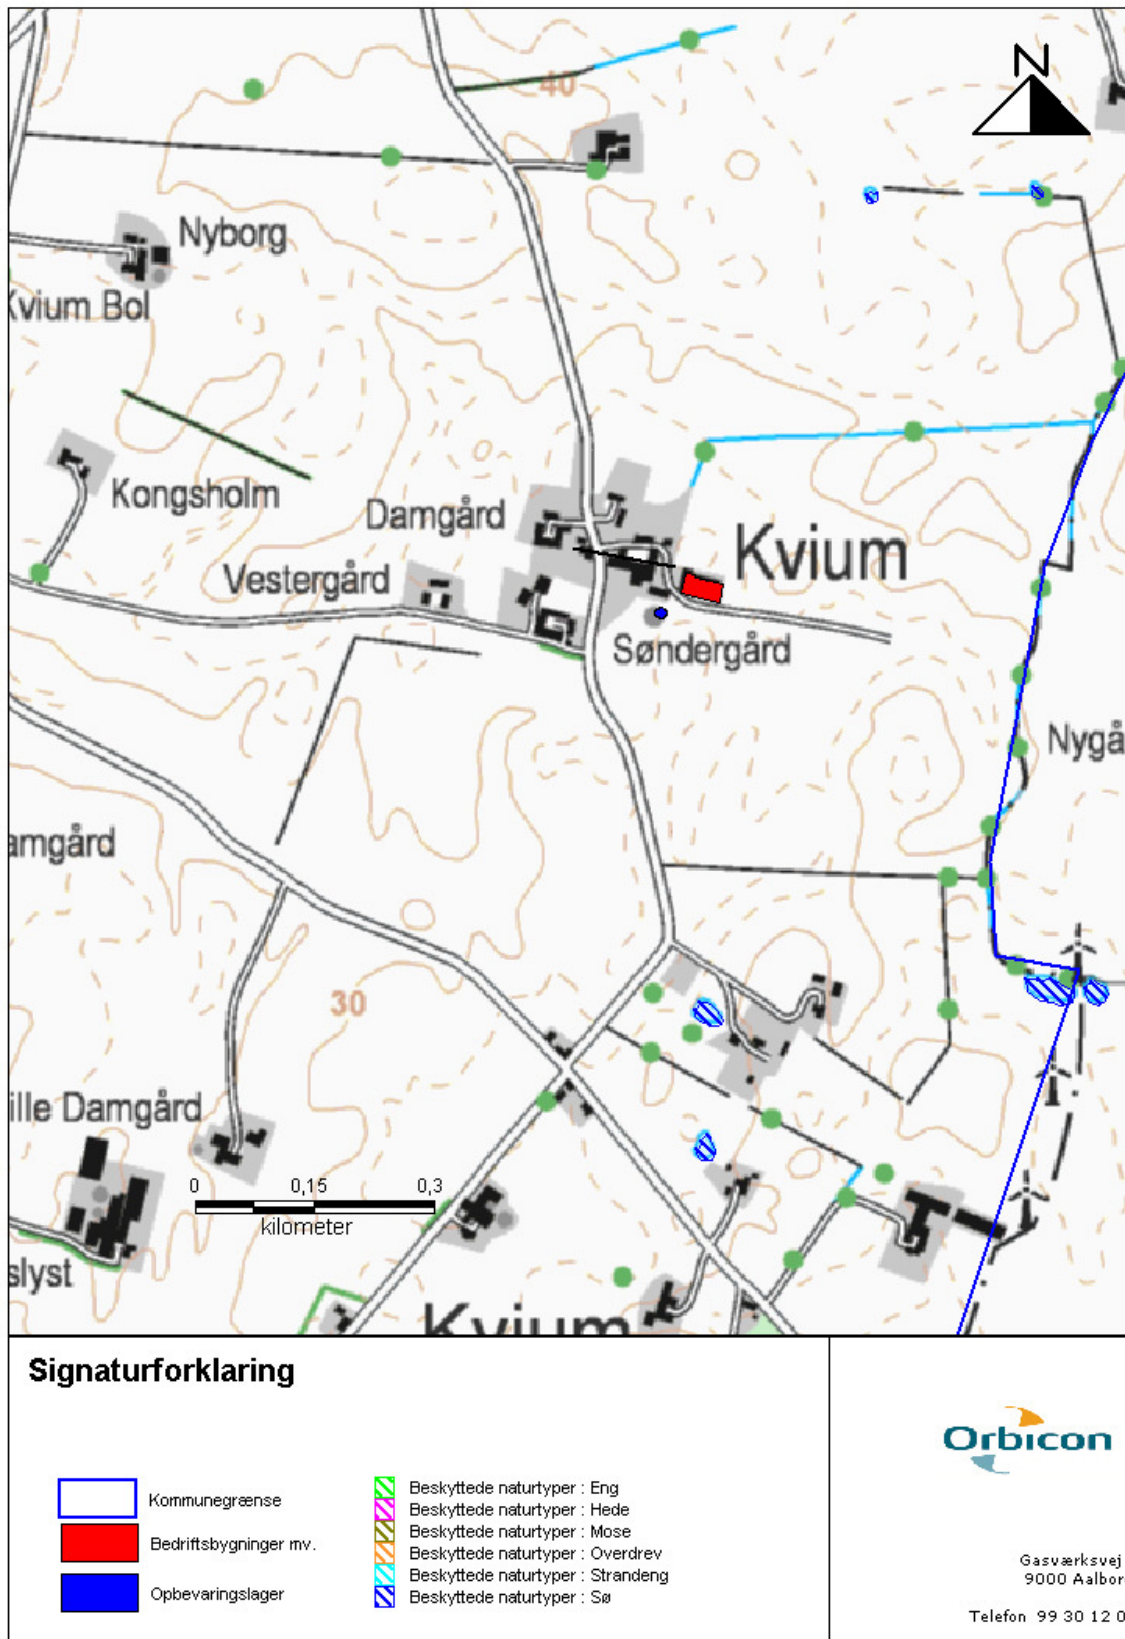 40
N
Nyborg
Kvium Bol
Kongsholm
Damgård
Kvium
Vestergård
Søndergård
Nygå
amgård
30
ille Damgård
0 0,15 0,3
kilometer
slyst
Kvium
Signaturforklaring
Kommunegrænse
Bedriftsbygninger mv.
Opbevaringslager
Beskyttede naturtyper : Eng
Beskyttede naturtyper : Hede
Beskyttede naturtyper : Mose
Beskyttede naturtyper : Overdrev
Beskyttede naturtyper : Strandeng
Beskyttede naturtyper : Sø
Orbicon
Gasværksvej
9000 Aalbor
Telefon 99 30 12 0